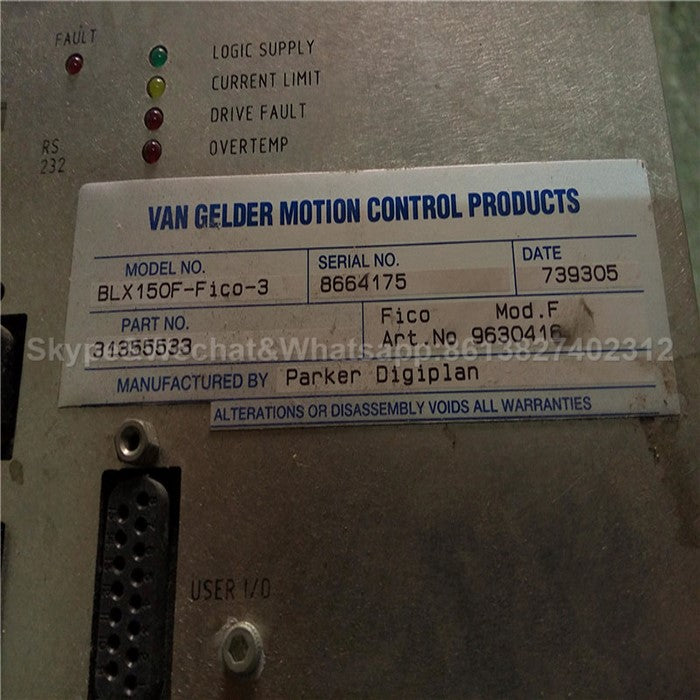 FAULT
LOGIC SUPPLY
CURRENT LIMIT
DRIVE FAULT
OVERTEMP
RS
232
VAN GELDER MOTION CONTROL PRODUCTS
MODEL NO.
BLX150F-Fico-3
SERIAL NO.
8664175
DATE
739305
PART NO.
31355533
Fico Mod.F
Art.No 9630416
MANUFACTURED BY Parker Digiplan
ALTERATIONS OR DISASSEMBLY VOIDS ALL WARRANTIES
USER I/O